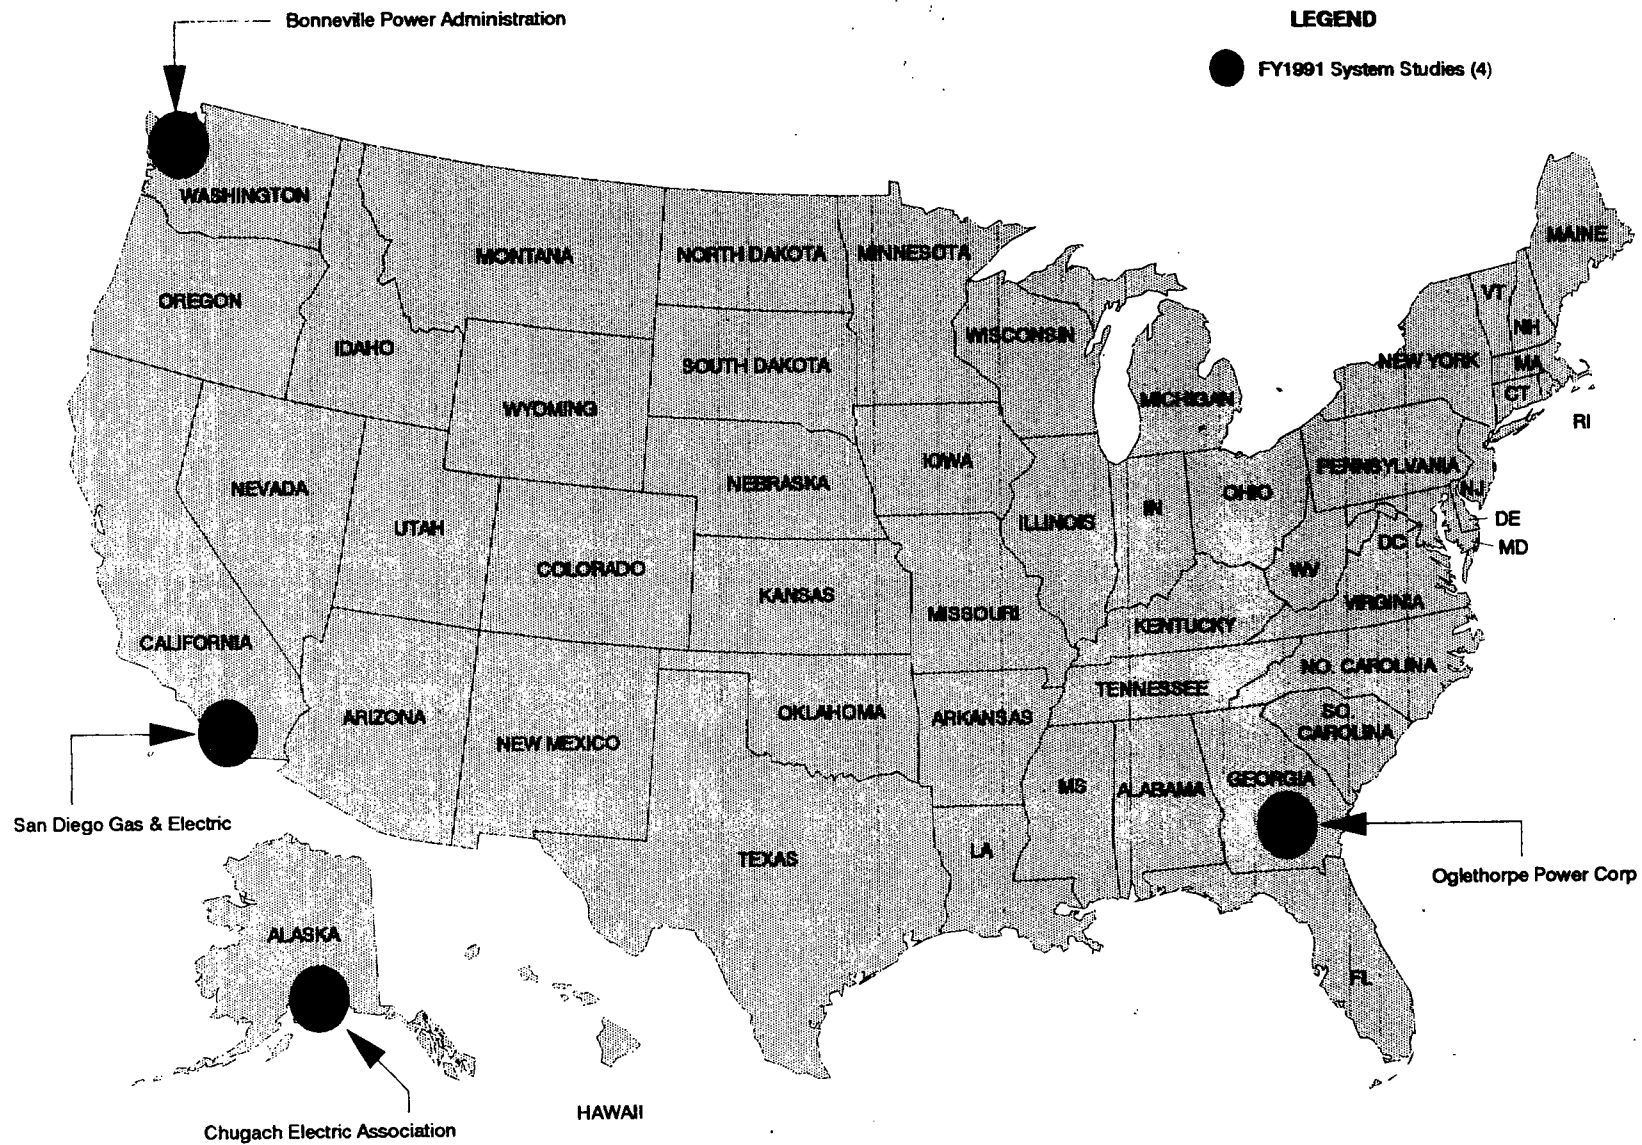 Bonneville Power Administration
LEGEND
FY1991 System Studies (4)
WASHINGTON
MONTANA
NORTH DAKOTA
MINNESOTA
MAINE
OREGON
VT
NH
IDAHO
WISCONSIN
NEW YORK
MA
SOUTH DAKOTA
CT
WYOMING
MICHIGAN
RI
IOWA
PENNSYLVANIA
NEVADA
NEBRASKA
OHIO
NJ
UTAH
ILLINOIS
IN
DE
DC
MD
COLORADO
KANSAS
WV
MISSOURI
VIRGINIA
CALIFORNIA
KENTUCKY
NO. CAROLINA
TENNESSEE
ARIZONA
OKLAHOMA
ARKANSAS
SO.
CAROLINA
NEW MEXICO
GEORGIA
MS
ALABAMA
San Diego Gas & Electric
TEXAS
LA
Oglethorpe Power Corp
ALASKA
FL
HAWAII
Chugach Electric Association